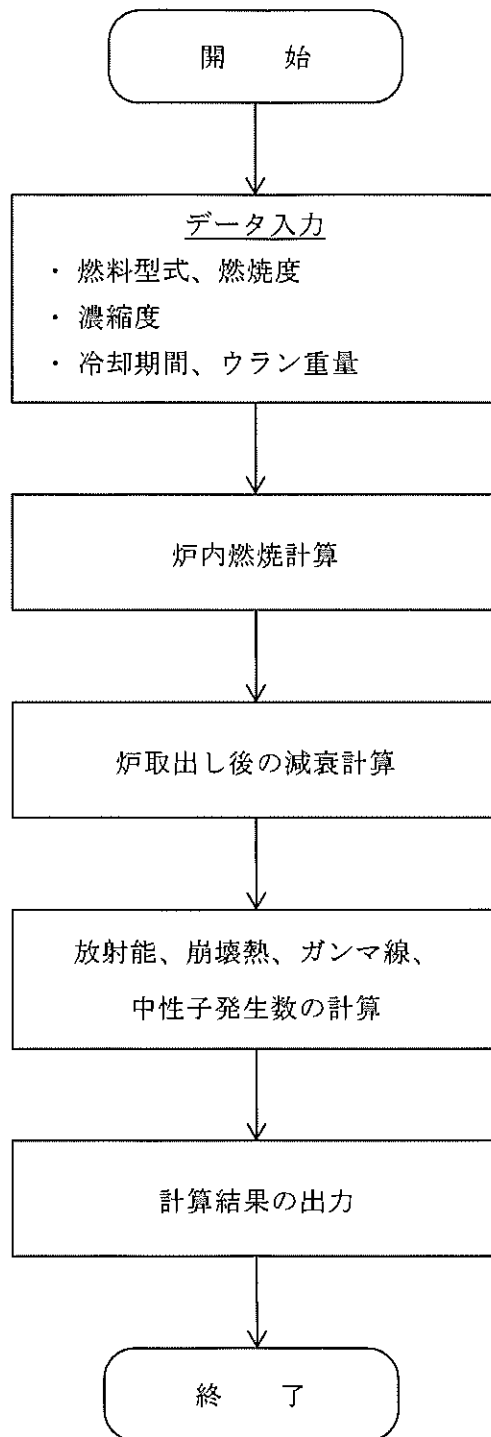 開　始
データ入力
・ 燃料型式、燃焼度
・ 濃縮度
・ 冷却期間、ウラン重量
炉内燃焼計算
炉取出し後の減衰計算
放射能、崩壊熱、ガンマ線、
中性子発生数の計算
計算結果の出力
終　了